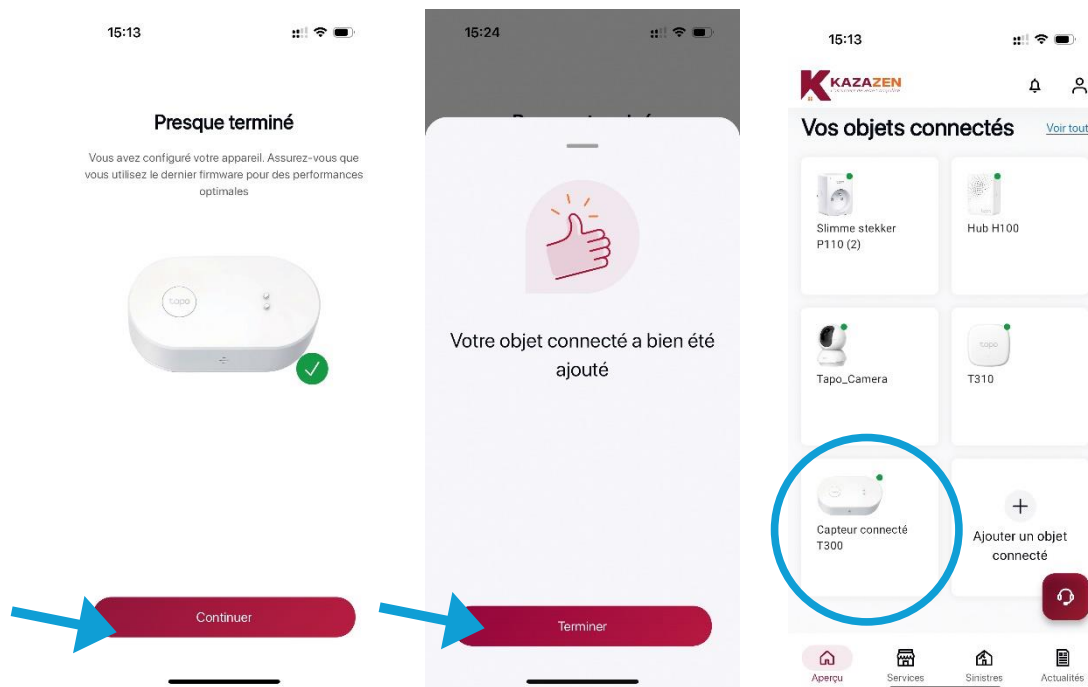 15:13
Presque terminé
Vous avez configuré votre appareil. Assurez-vous que
vous utilisez le dernier firmware pour des performances
optimales
tapo
Continuer
15:24
Votre objet connecté a bien été
ajouté
Terminer
15:13
KAZAZEN
Vos objets connectés
Voir tout
Slimme stekker
P110 (2)
Hub H100
Tapo_Camera
tapo
T310
Capteur connecté
T300
Ajouter un objet
connecté
Aperçu
Services
Sinistres
Actualités